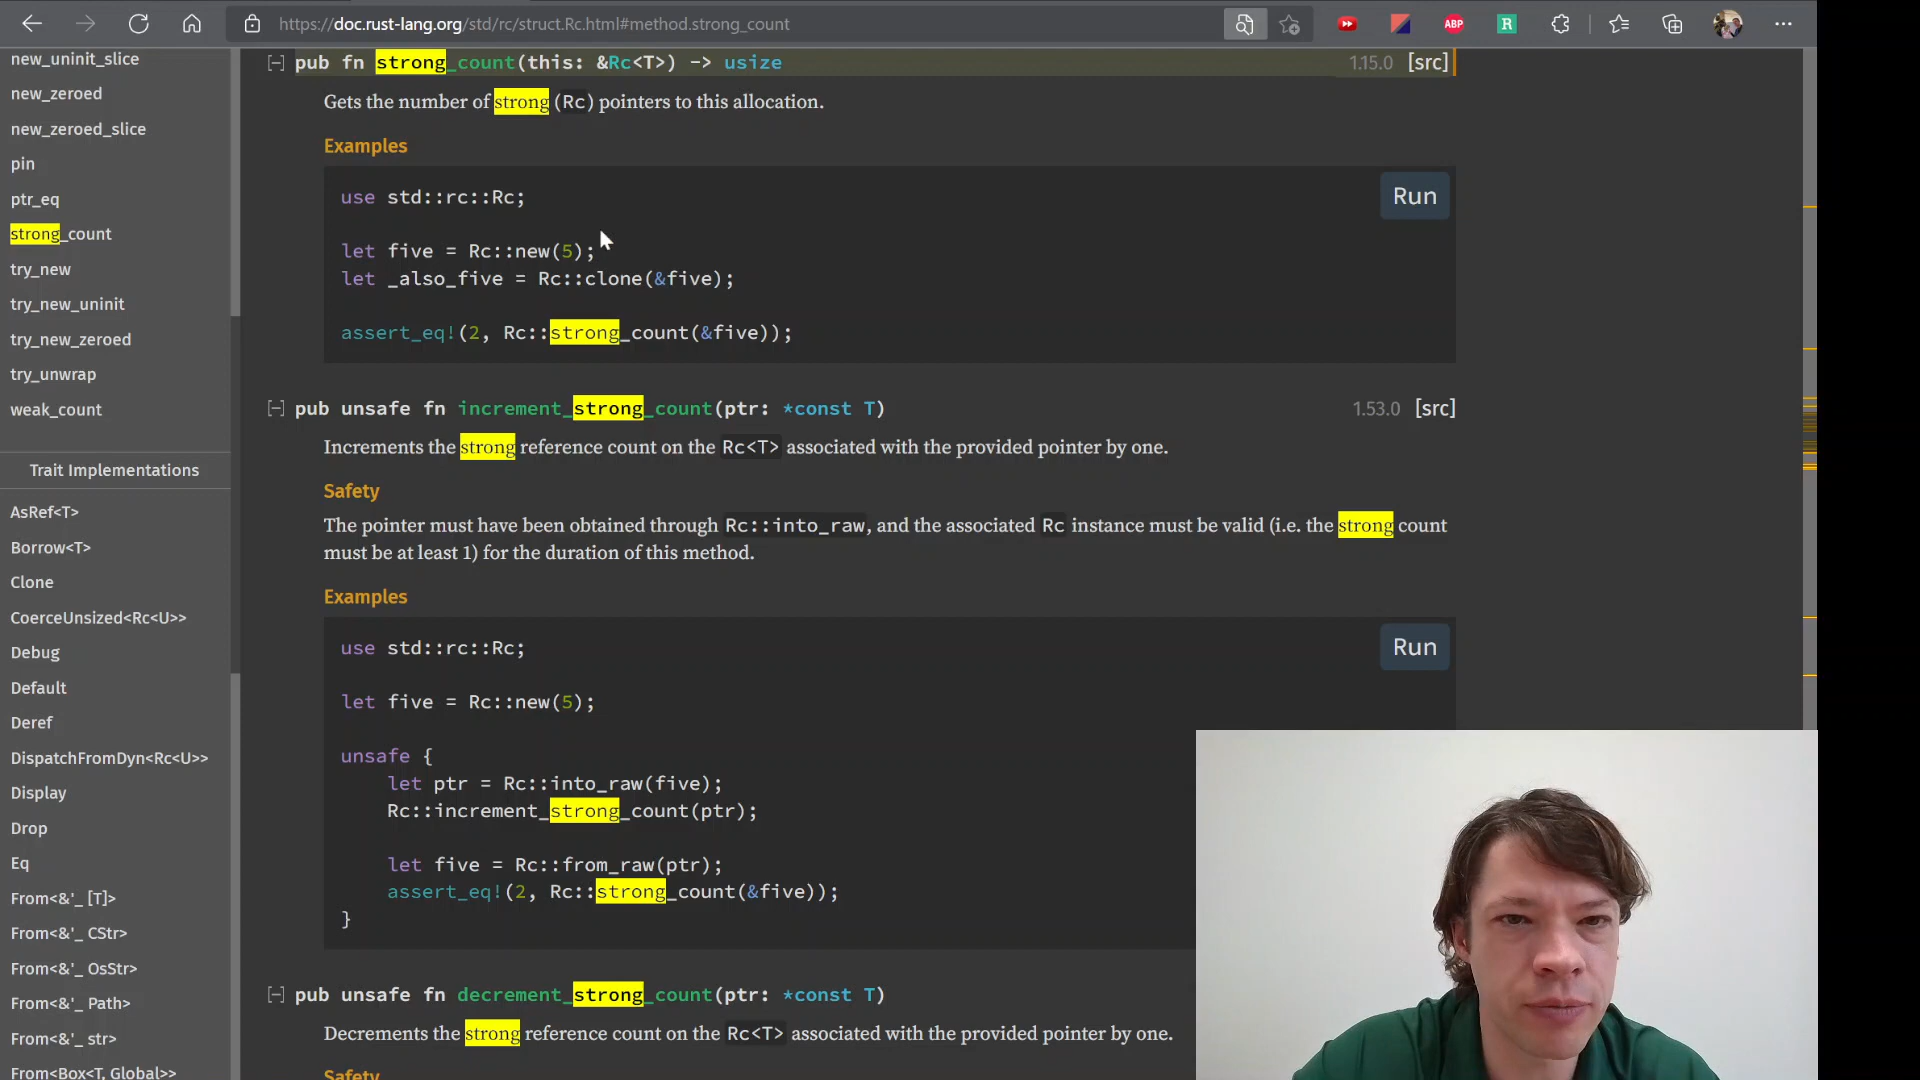 https://doc.rust-lang.org/std/rc/struct.Rc.html#method.strong_count
ABP
R
new_uninit_slice
new_zeroed
new_zeroed_slice
pin
ptr_eq
strong_count
try_new
try_new_uninit
try_new_zeroed
try_unwrap
weak_count
Trait Implementations
AsRef<T>
Borrow<T>
Clone
CoerceUnsized<Rc<U>>
Debug
Default
Deref
DispatchFromDyn<Rc<U>>
Display
Drop
Eq
From<&'_ [T]>
From<&'_ CStr>
From<&'_ OsStr>
From<&'_ Path>
From<&'_ str>
From<Box<T, Global>>
[-] pub fn strong_count(this: &Rc<T>) -> usize 1.15.0 [src]
Gets the number of strong (Rc) pointers to this allocation.
Examples
Run
use std::rc::Rc;
let five = Rc::new(5);
let _also_five = Rc::clone(&five);
assert_eq!(2, Rc::strong_count(&five));
[-] pub unsafe fn increment_strong_count(ptr: *const T) 1.53.0 [src]
Increments the strong reference count on the Rc<T> associated with the provided pointer by one.
Safety
The pointer must have been obtained through Rc::into_raw, and the associated Rc instance must be valid (i.e. the strong count
must be at least 1) for the duration of this method.
Examples
Run
use std::rc::Rc;
let five = Rc::new(5);
unsafe {
let ptr = Rc::into_raw(five);
Rc::increment_strong_count(ptr);
let five = Rc::from_raw(ptr);
assert_eq!(2, Rc::strong_count(&five));
}
[-] pub unsafe fn decrement_strong_count(ptr: *const T)
Decrements the strong reference count on the Rc<T> associated with the provided pointer by one.
Safety